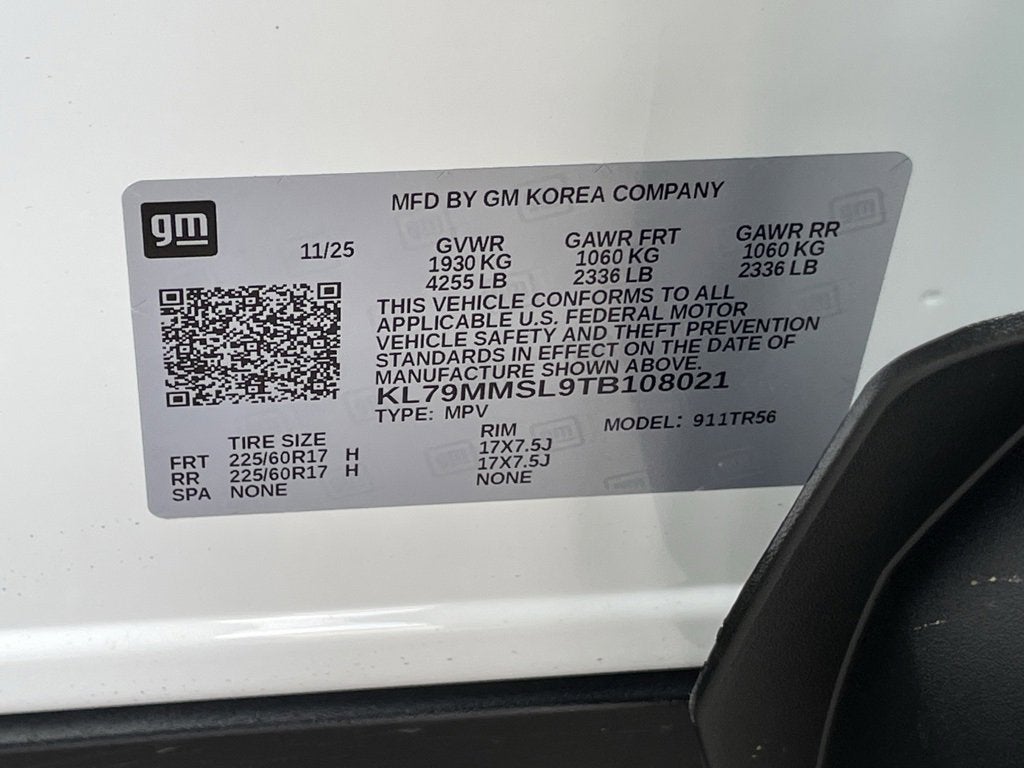 gm
MFD BY GM KOREA COMPANY
11/25
GVWR
1930 KG
4255 LB
GAWR FRT
1060 KG
2336 LB
GAWR RR
1060 KG
2336 LB
THIS VEHICLE CONFORMS TO ALL
APPLICABLE U.S. FEDERAL MOTOR
VEHICLE SAFETY AND THEFT PREVENTION
STANDARDS IN EFFECT ON THE DATE OF
MANUFACTURE SHOWN ABOVE.
KL79MMSL9TB108021
TYPE: MPV
MODEL: 911TR56
TIRE SIZE RIM
FRT 225/60R17 H 17X7.5J
RR 225/60R17 H 17X7.5J
SPA NONE NONE